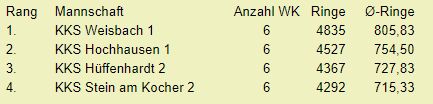 Rang Mannschaft Anzahl WK Ringe Ø-Ringe
1. KKS Weisbach 1 6 4835 805,83
2. KKS Hochhausen 1 6 4527 754,50
3. KKS Hüffenhardt 2 6 4367 727,83
4. KKS Stein am Kocher 2 6 4292 715,33